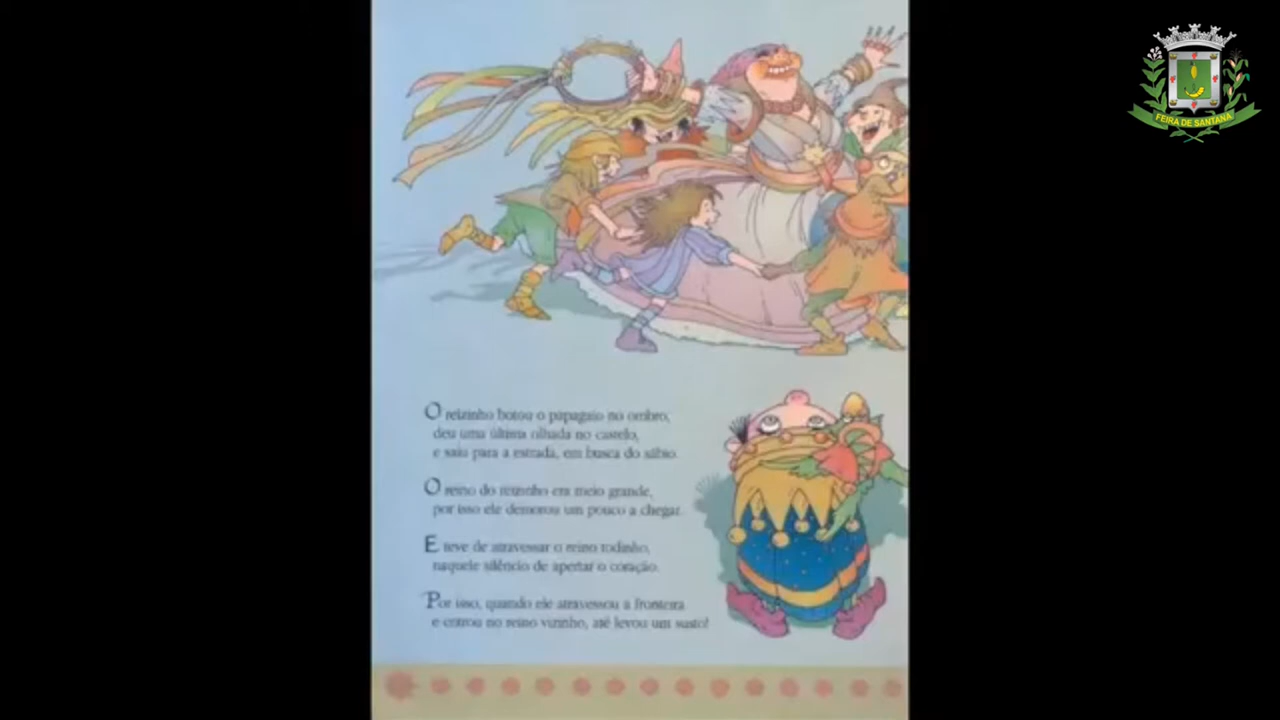 FEIRA DE SANTANA
O reizinho botou o papagaio no ombro,
deu uma última olhada no castelo,
e saiu para a estrada, em busca do sábio.
O reino do reizinho era meio grande,
por isso ele demorou um pouco a chegar.
E teve de atravessar o reino todinho,
naquele silêncio de apertar o coração.
Por isso, quando ele atravessou a fronteira
e entrou no reino vizinho, até levou um susto!